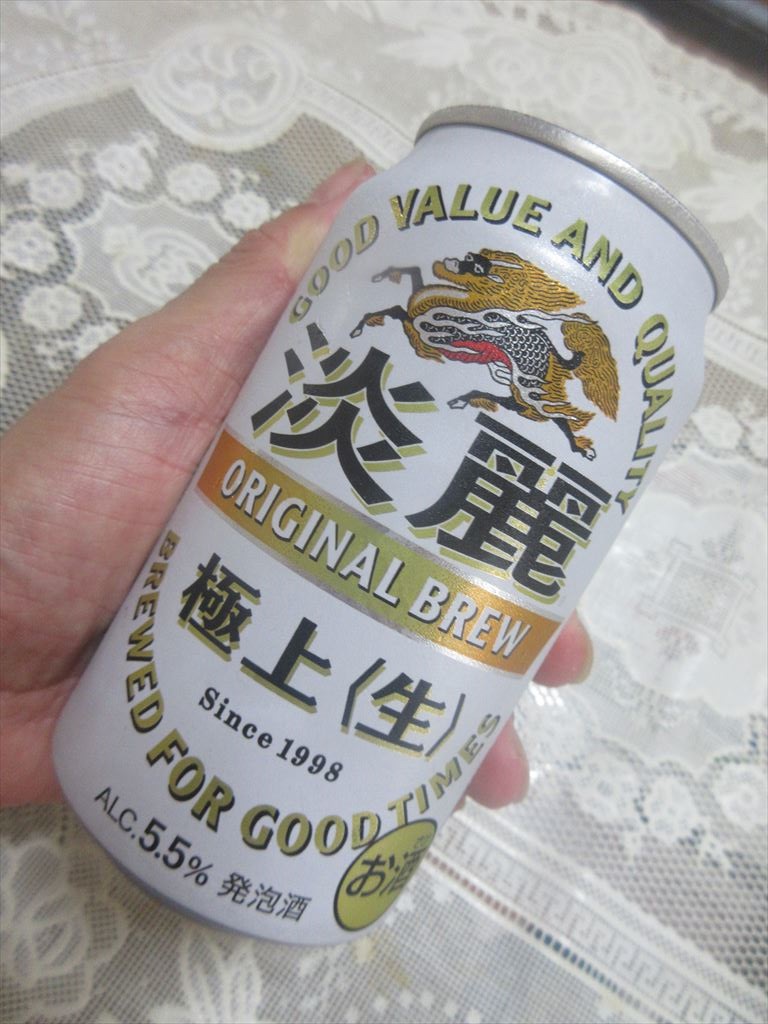 GOOD VALUE AND QUALITY
淡麗
ORIGINAL BREW
極上〈生〉
Since 1998
BREWED FOR GOOD TIMES
ALC.5.5% 発泡酒
お酒